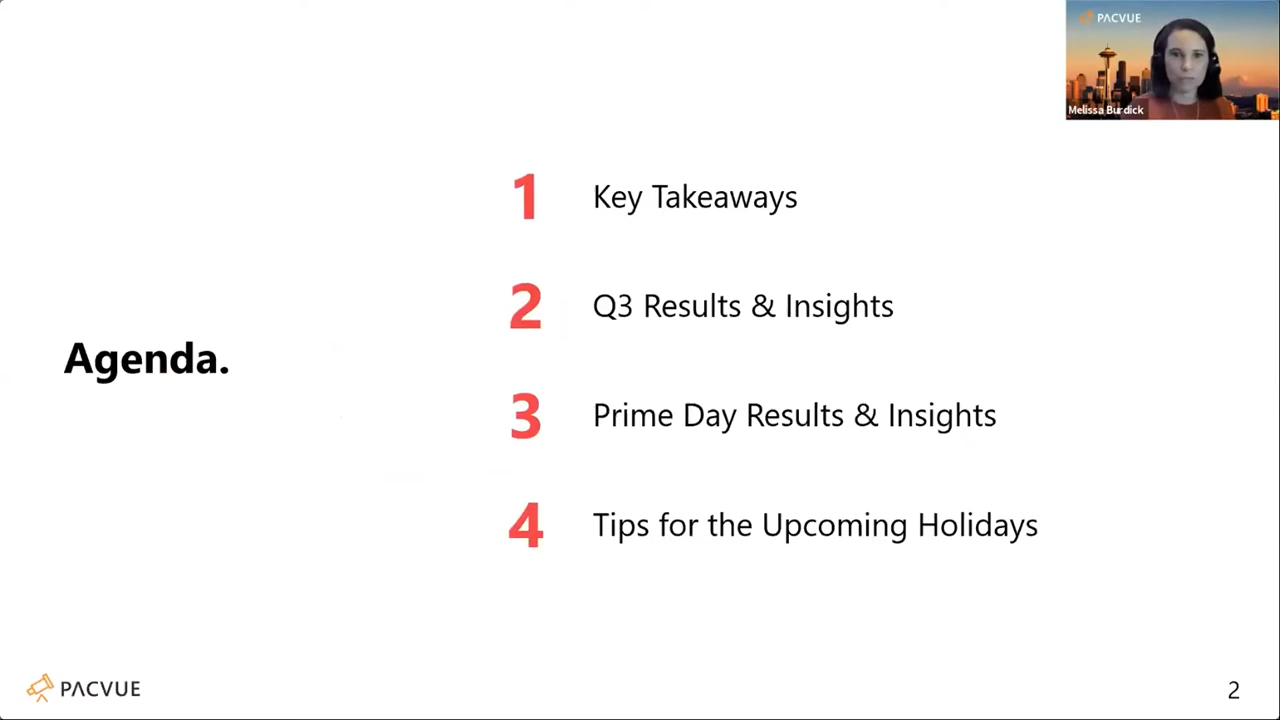 PACVUE
Melissa Burdick
1 Key Takeaways
2 Q3 Results & Insights
Agenda.
3 Prime Day Results & Insights
4 Tips for the Upcoming Holidays
PACVUE
2